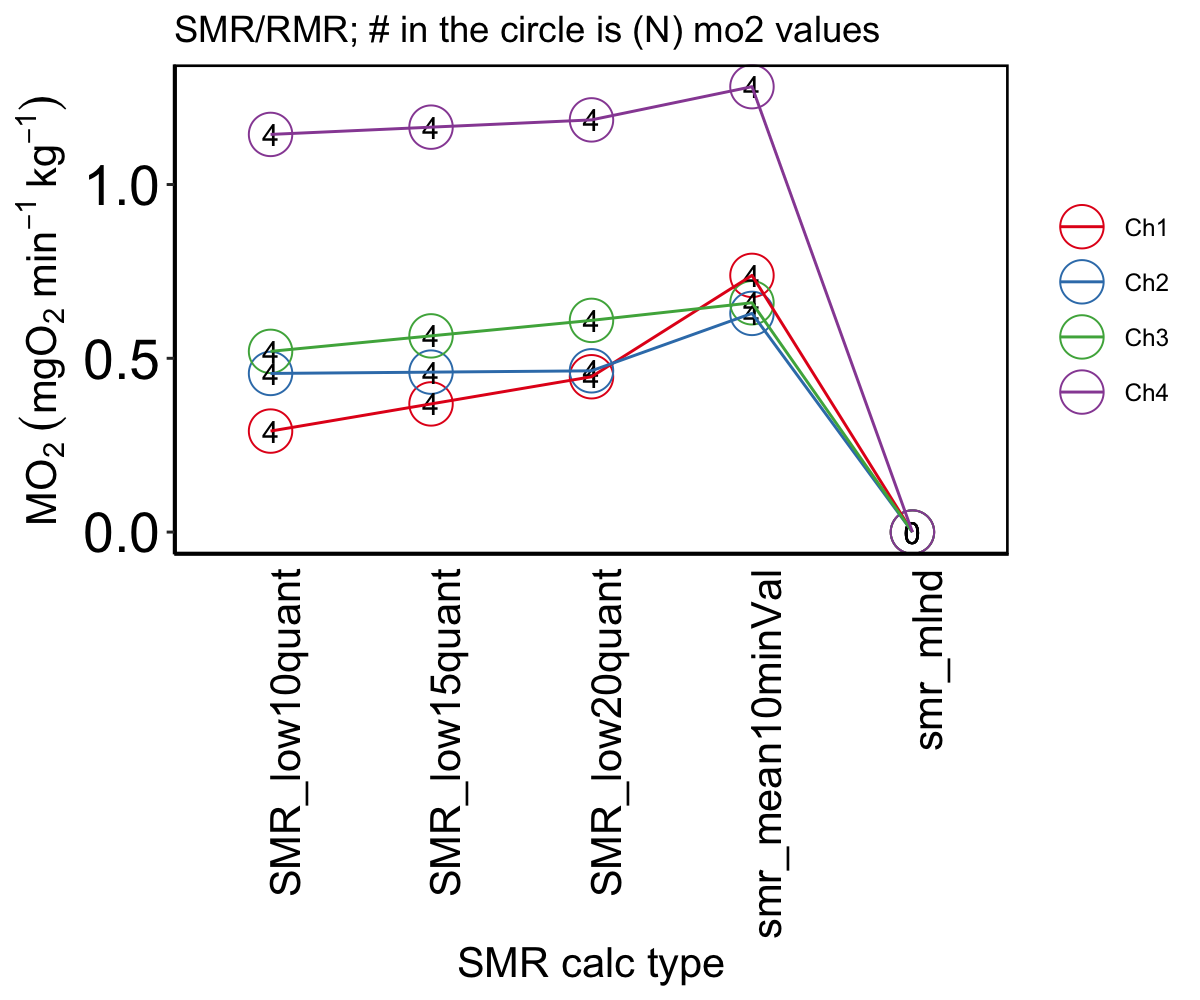 SMR/RMR; # in the circle is (N) mo2 values
MO₂ (mgO₂ min⁻¹ kg⁻¹)
1.0
0.5
0.0
4 4 4 4
4 4 4 4
4 4 4 4
4 4 4 4
0
SMR_low10quant
SMR_low15quant
SMR_low20quant
smr_mean10minVal
smr_mlnd
SMR calc type
Ch1
Ch2
Ch3
Ch4